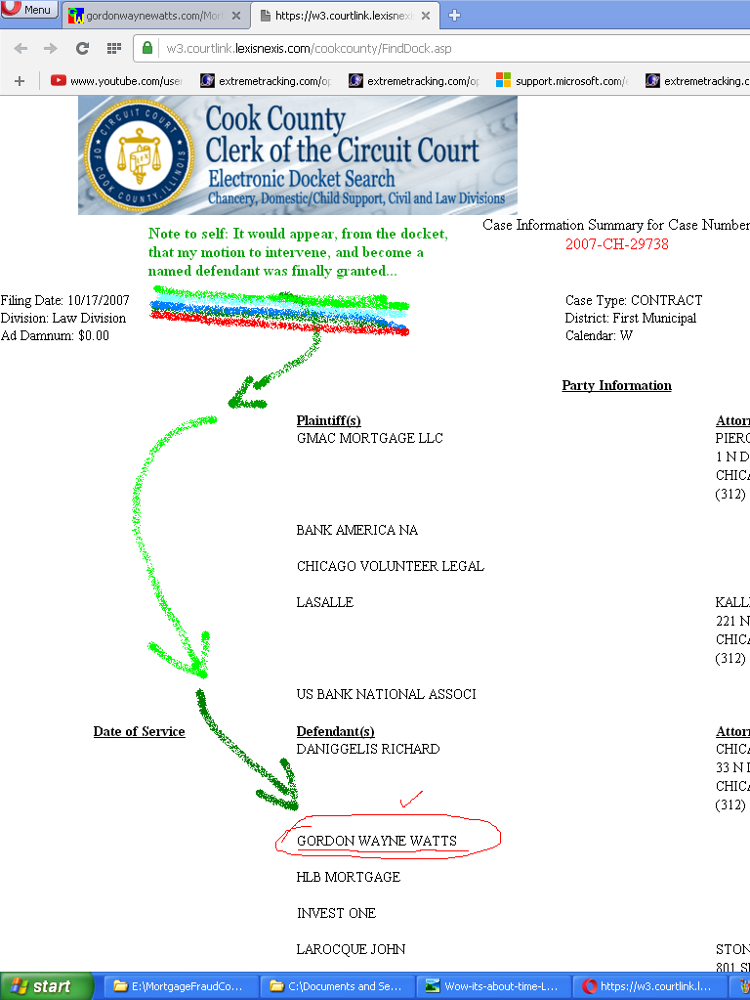 Menu
gordonwaynewatts.com/Mor
https://w3.courtlink.lexisnexi
w3.courtlink.lexisnexis.com/cookcounty/FindDock.asp
www.youtube.com/user
extremetracking.com/op
extremetracking.com/op
support.microsoft.com/
extremetracking.c
CIRCUIT COURT
OF COOK COUNTY, ILLINOIS
Cook County
Clerk of the Circuit Court
Electronic Docket Search
Chancery, Domestic/Child Support, Civil and Law Divisions
Note to self: It would appear, from the docket,
that my motion to intervene, and become a
named defendant was finally granted...
Case Information Summary for Case Number
2007-CH-29738
Filing Date: 10/17/2007
Division: Law Division
Ad Damnum: $0.00
Case Type: CONTRACT
District: First Municipal
Calendar: W
Party Information
Plaintiff(s)
Attorn
GMAC MORTGAGE LLC
PIERC
1 N D
CHICA
(312)
BANK AMERICA NA
CHICAGO VOLUNTEER LEGAL
LASALLE
KALL
221 N
CHICA
(312)
US BANK NATIONAL ASSOCI
Date of Service
Defendant(s)
Attorn
DANIGGELIS RICHARD
CHICA
33 N
CHICA
(312)
GORDON WAYNE WATTS
HLB MORTGAGE
INVEST ONE
LAROCQUE JOHN
STON
801 S
start
E:\MortgageFraudCo...
C:\Documents and Se...
Wow-its-about-time-L...
https://w3.courtlink.l...